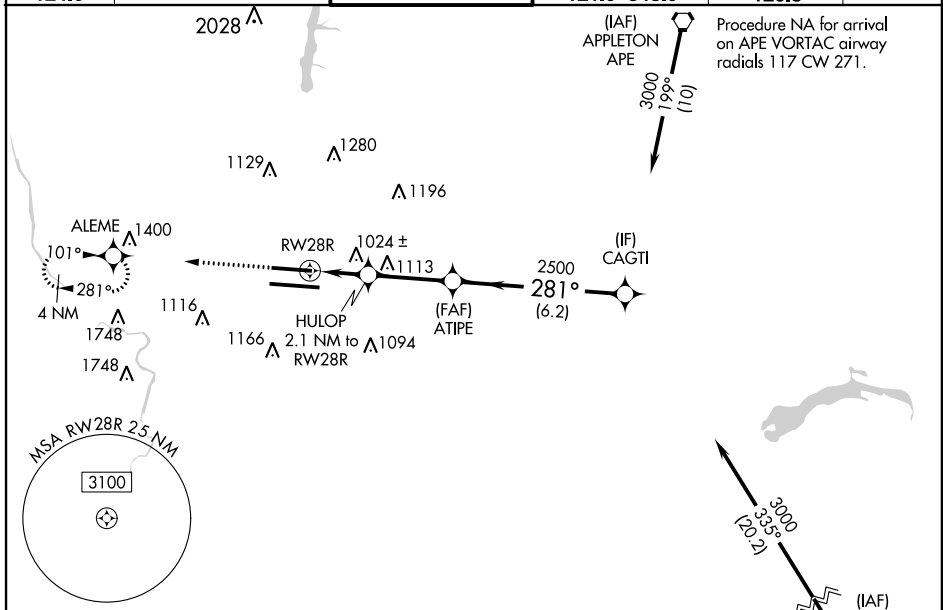 2028
(IAF)
APPLETON
APE
Procedure NA for arrival
on APE VORTAC airway
radials 117 CW 271.
3000
199°
(10)
1129
1280
1196
ALEME
1400
101°
281°
4 NM
RW28R
1024 ±
1113
(IF)
CAGTI
2500
281°
(6.2)
(FAF)
ATIPE
HULOP
2.1 NM to
RW28R
1116
1166
1094
1748
1748
MSA RW28R 25 NM
3100
3000
335°
(20.2)
(IAF)